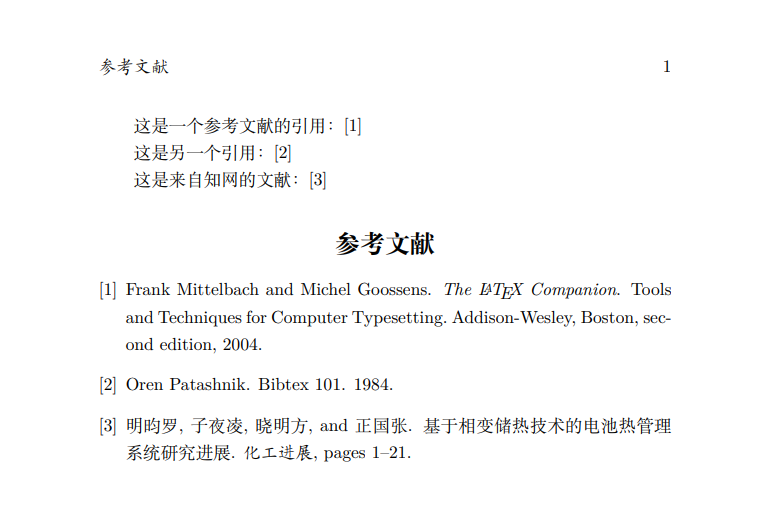 参考文献 1
这是一个参考文献的引用：[1]
这是另一个引用：[2]
这是来自知网的文献：[3]
参考文献
[1] Frank Mittelbach and Michel Goossens. The LATEX Companion. Tools
and Techniques for Computer Typesetting. Addison-Wesley, Boston, sec-
ond edition, 2004.
[2] Oren Patashnik. Bibtex 101. 1984.
[3] 明昀罗, 子夜凌, 晓明方, and 正国张. 基于相变储热技术的电池热管理
系统研究进展. 化工进展, pages 1–21.